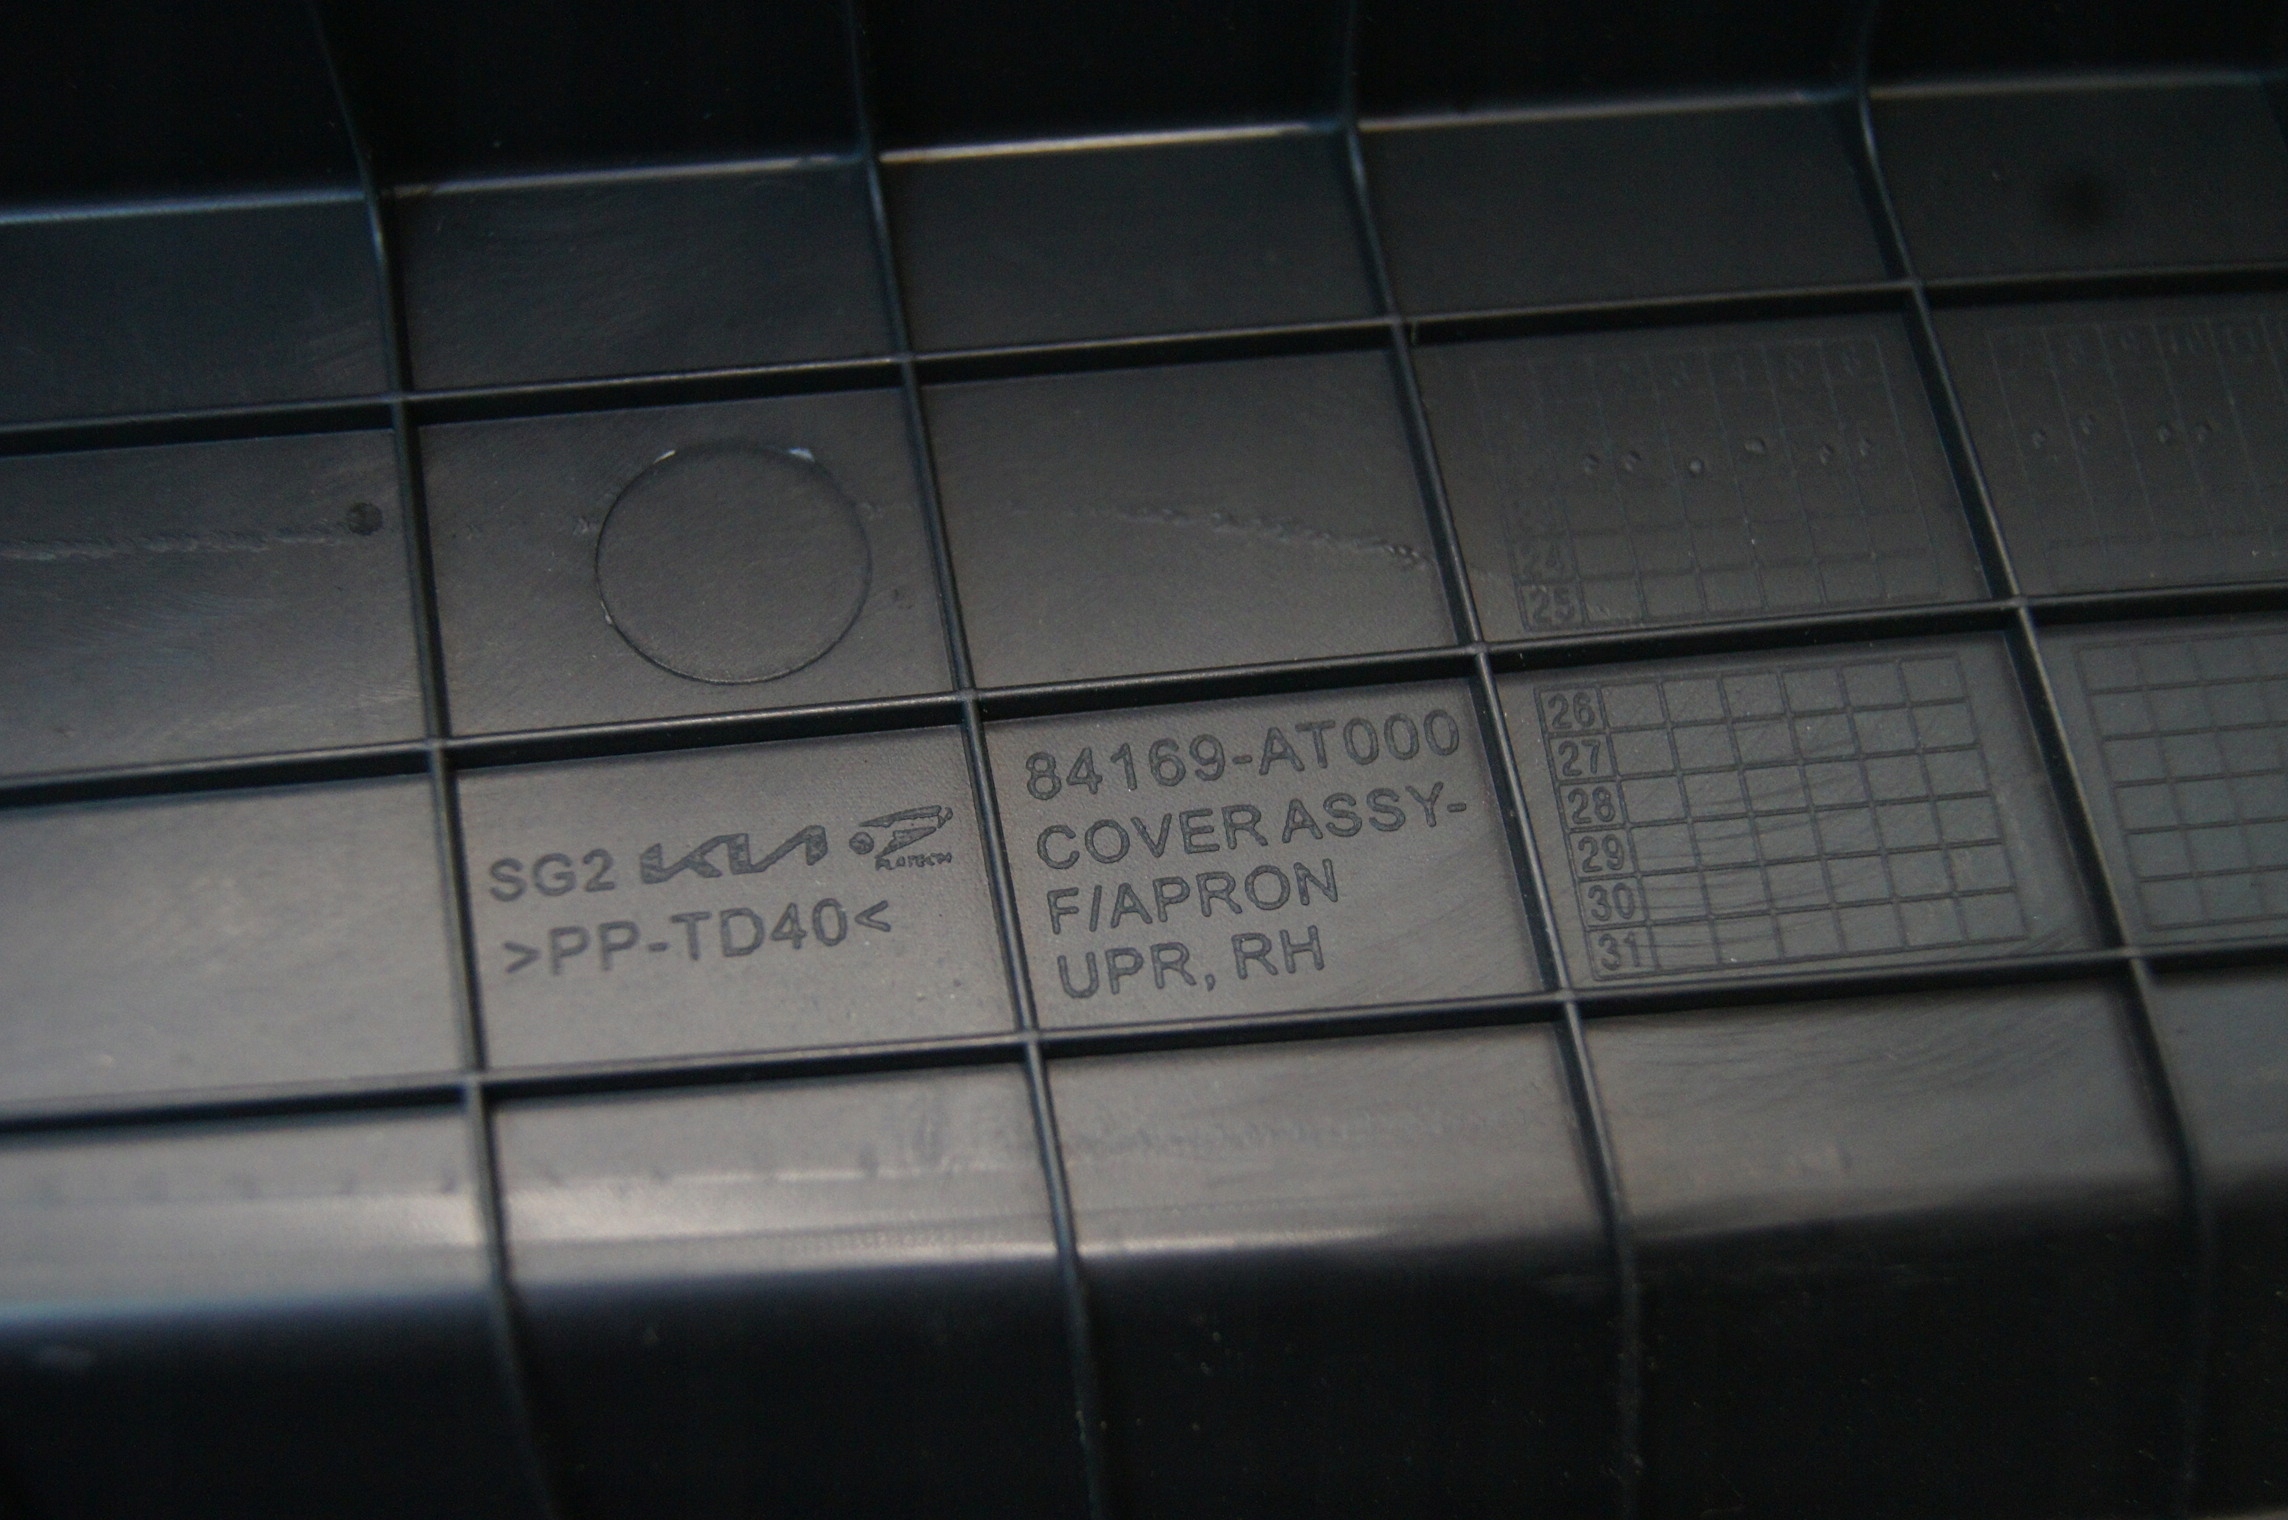 24
25
26
27
28
29
30
31
84169-AT000
COVER ASSY-
F/APRON
UPR, RH
SG2 KIA
>PP-TD40<